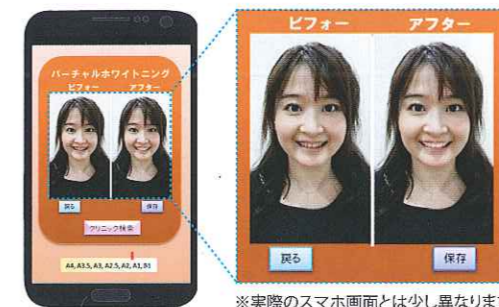 バーチャルホワイトニング
ビフォー アフター
戻る 保存
クリニック検索
A4, A3.5, A3, A2.5, A2, A1, B1
ビフォー アフター
戻る 保存
※実際のスマホ画面とは少し異なりま